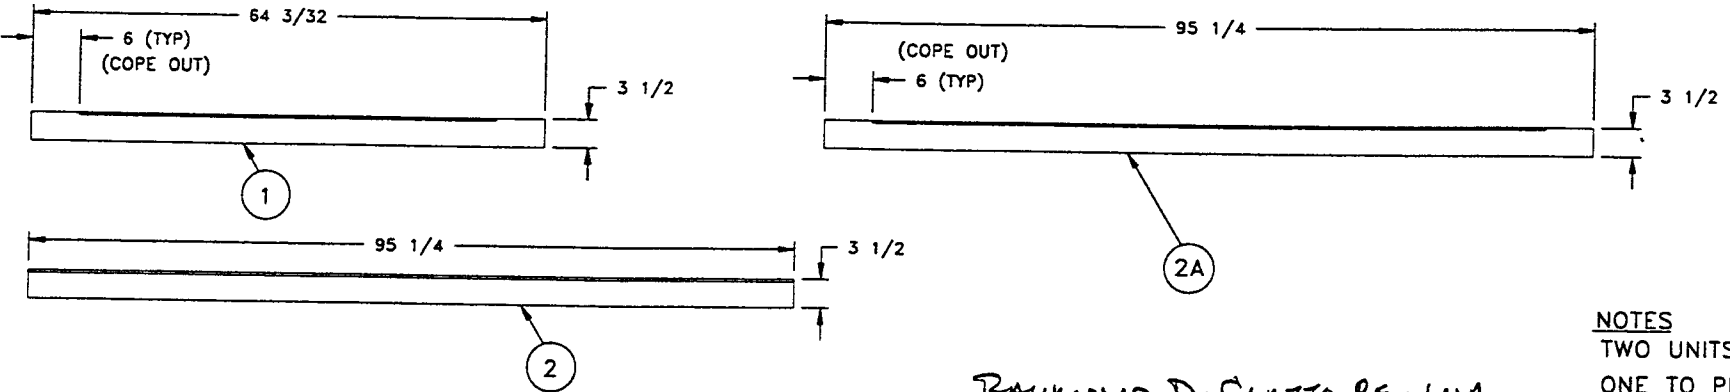 64 3/32
6 (TYP)
(COPE OUT)
3 1/2
1
95 1/4
(COPE OUT)
6 (TYP)
3 1/2
2A
95 1/4
3 1/2
2
NOTES
TWO UNITS
ONE TO
RAYMOND D.